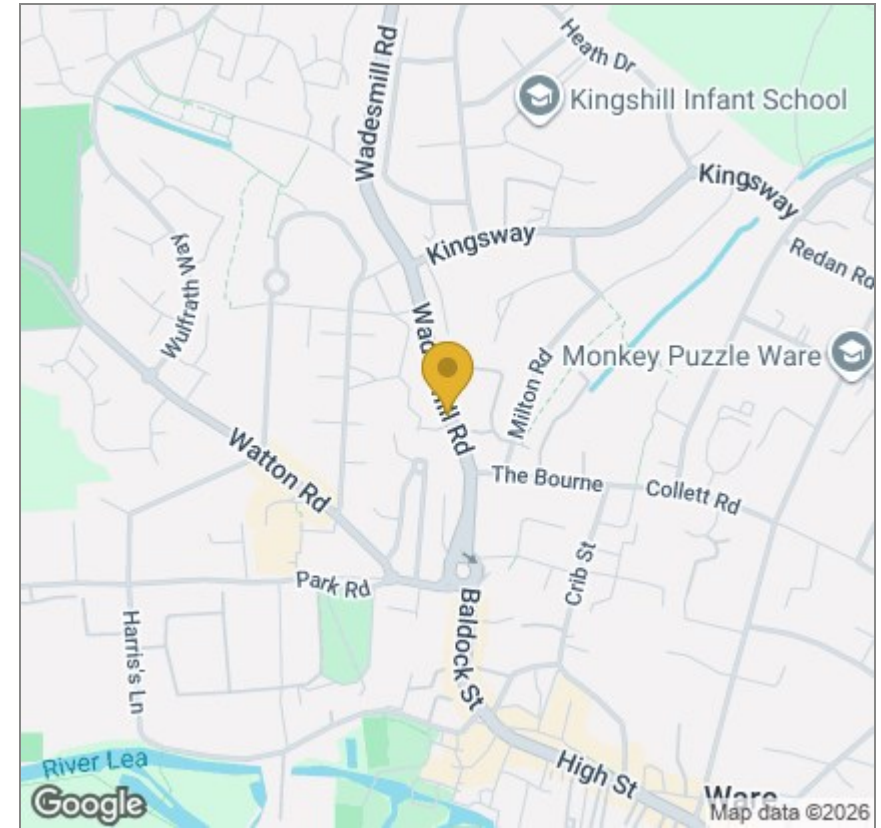 Wadesmill Rd
Heath Dr
Kingshill Infant School
Kingsway
Kingsway
Redan Rd
Wulfrath Way
Monkey Puzzle Ware
Milton Rd
Watton Rd
The Bourne
Collett Rd
Crib St
Park Rd
Harris's Ln
Baldock St
River Lea
High St
Ware
Google
Map data ©2026